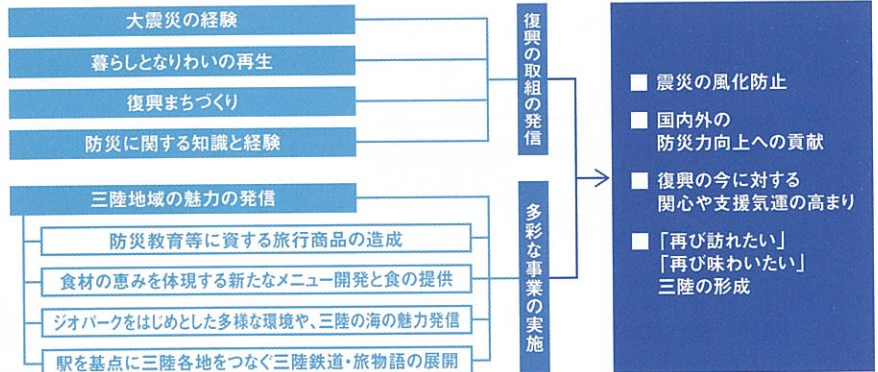 大震災の経験
暮らしとなりわいの再生
復興まちづくり
防災に関する知識と経験
復興の取組の発信
三陸地域の魅力の発信
防災教育等に資する旅行商品の造成
食材の恵みを体現する新たなメニュー開発と食の提供
ジオパークをはじめとした多様な環境や、三陸の海の魅力発信
駅を基点に三陸各地をつなぐ三陸鉄道・旅物語の展開
多彩な事業の実施
■ 震災の風化防止
■ 国内外の
防災力向上への貢献
■ 復興の今に対する
関心や支援気運の高まり
■ 「再び訪れたい」
「再び味わいたい」
三陸の形成